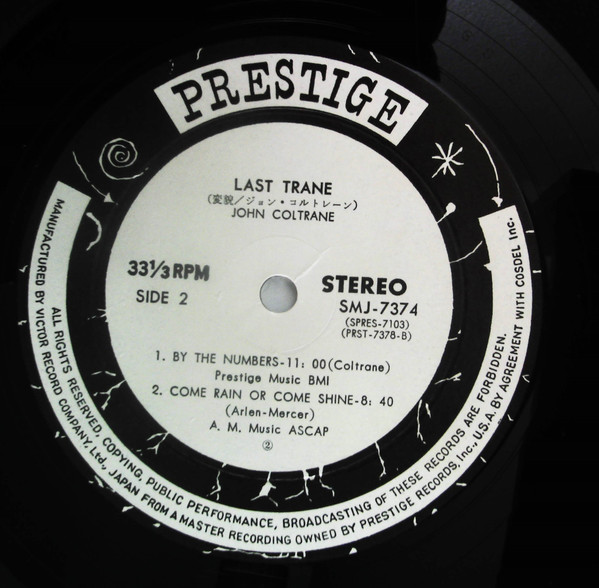 PRESTIGE
LAST TRANE
(変貌/ジョン・コルトレーン)
JOHN COLTRANE
33⅓ RPM
SIDE 2
STEREO
SMJ-7374
(SPRES-7103)
(PRST-7378-B)
1. BY THE NUMBERS-11: 00(Coltrane)
Prestige Music BMI
2. COME RAIN OR COME SHINE-8: 40
(Arlen-Mercer)
A. M. Music ASCAP
②
ALL RIGHTS RESERVED. COPYING, PUBLIC PERFORMANCE, BROADCASTING OF THESE RECORDS ARE FORBIDDEN.
MANUFACTURED BY VICTOR RECORD COMPANY, Ltd., JAPAN FROM A MASTER RECORDING OWNED BY PRESTIGE RECORDS, Inc., U.S.A. BY AGREEMENT WITH COSDEL Inc.